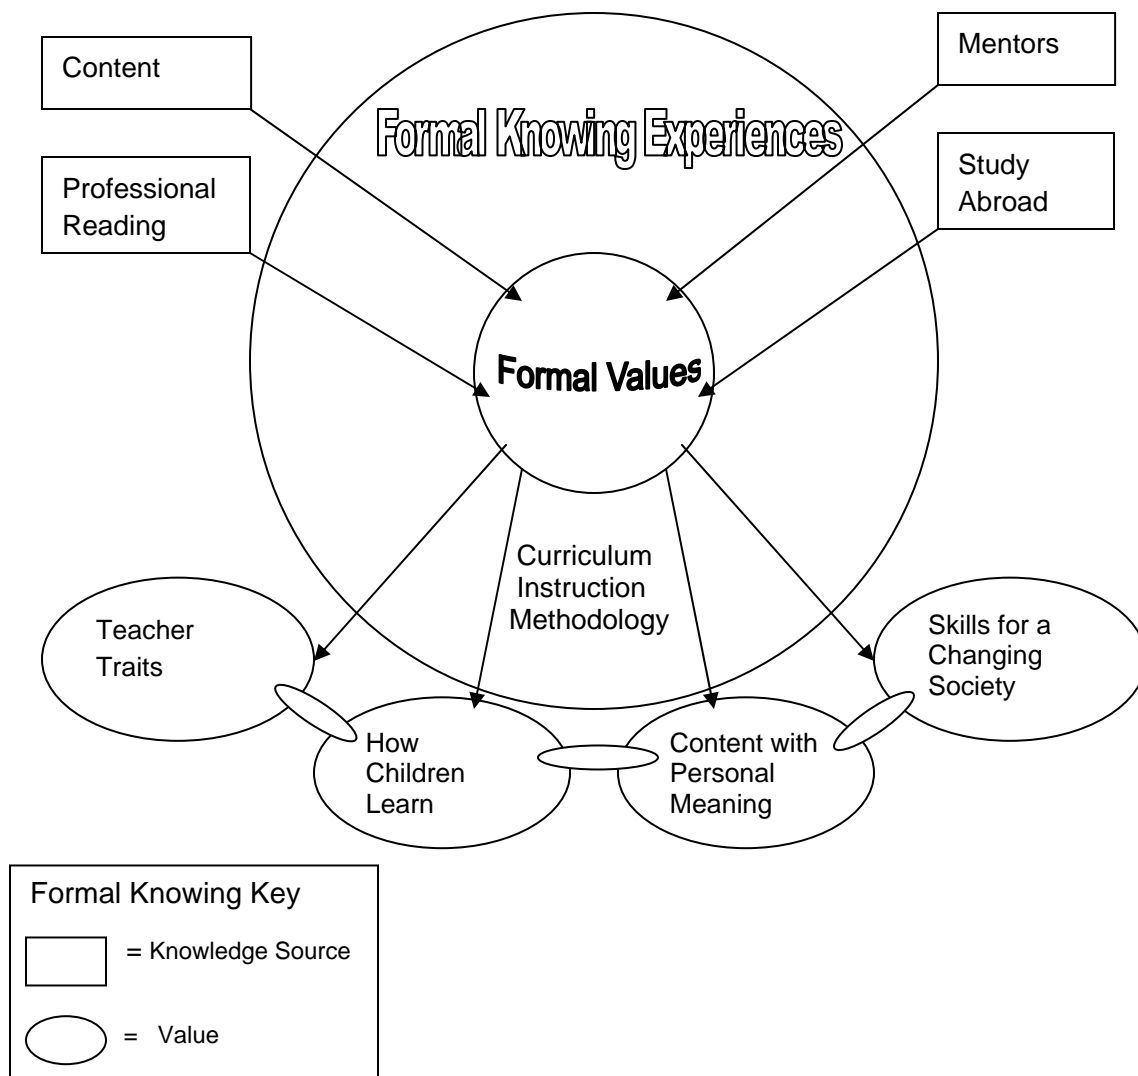 Content
Mentors
Formal Knowing Experiences
Professional
Reading
Study
Abroad
Formal Values
Curriculum
Instruction
Methodology
Teacher
Traits
How
Children
Learn
Content with
Personal
Meaning
Skills for a
Changing
Society
Formal Knowing Key
= Knowledge Source
= Value